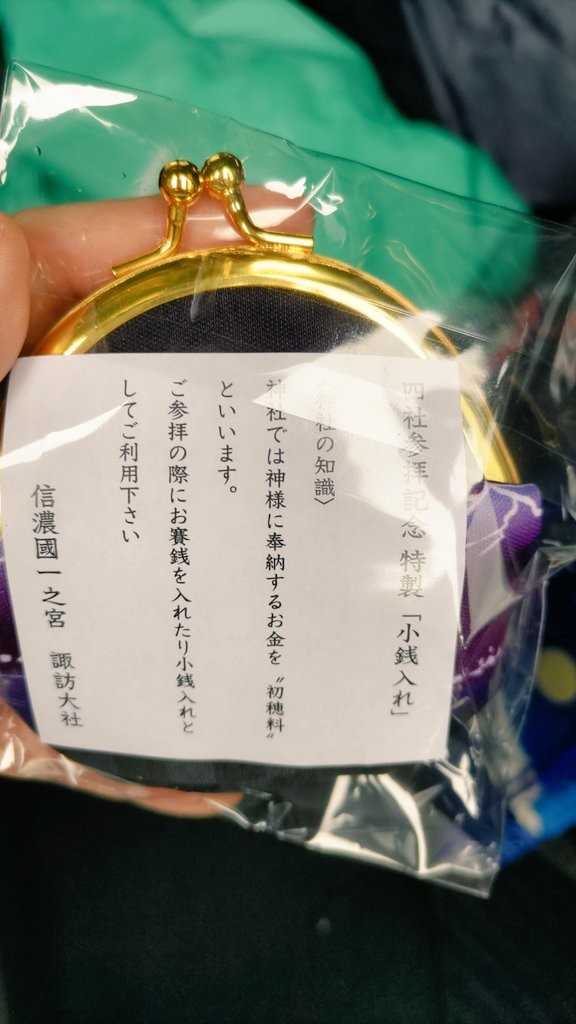 四社参拝記念 特製「小銭入れ」
社の知識〉
神社では神様に奉納するお金を〝初穂料〟
といいます。
ご参拝の際にお賽銭を入れたり小銭入れと
してご利用下さい
信濃國一之宮 諏訪大社